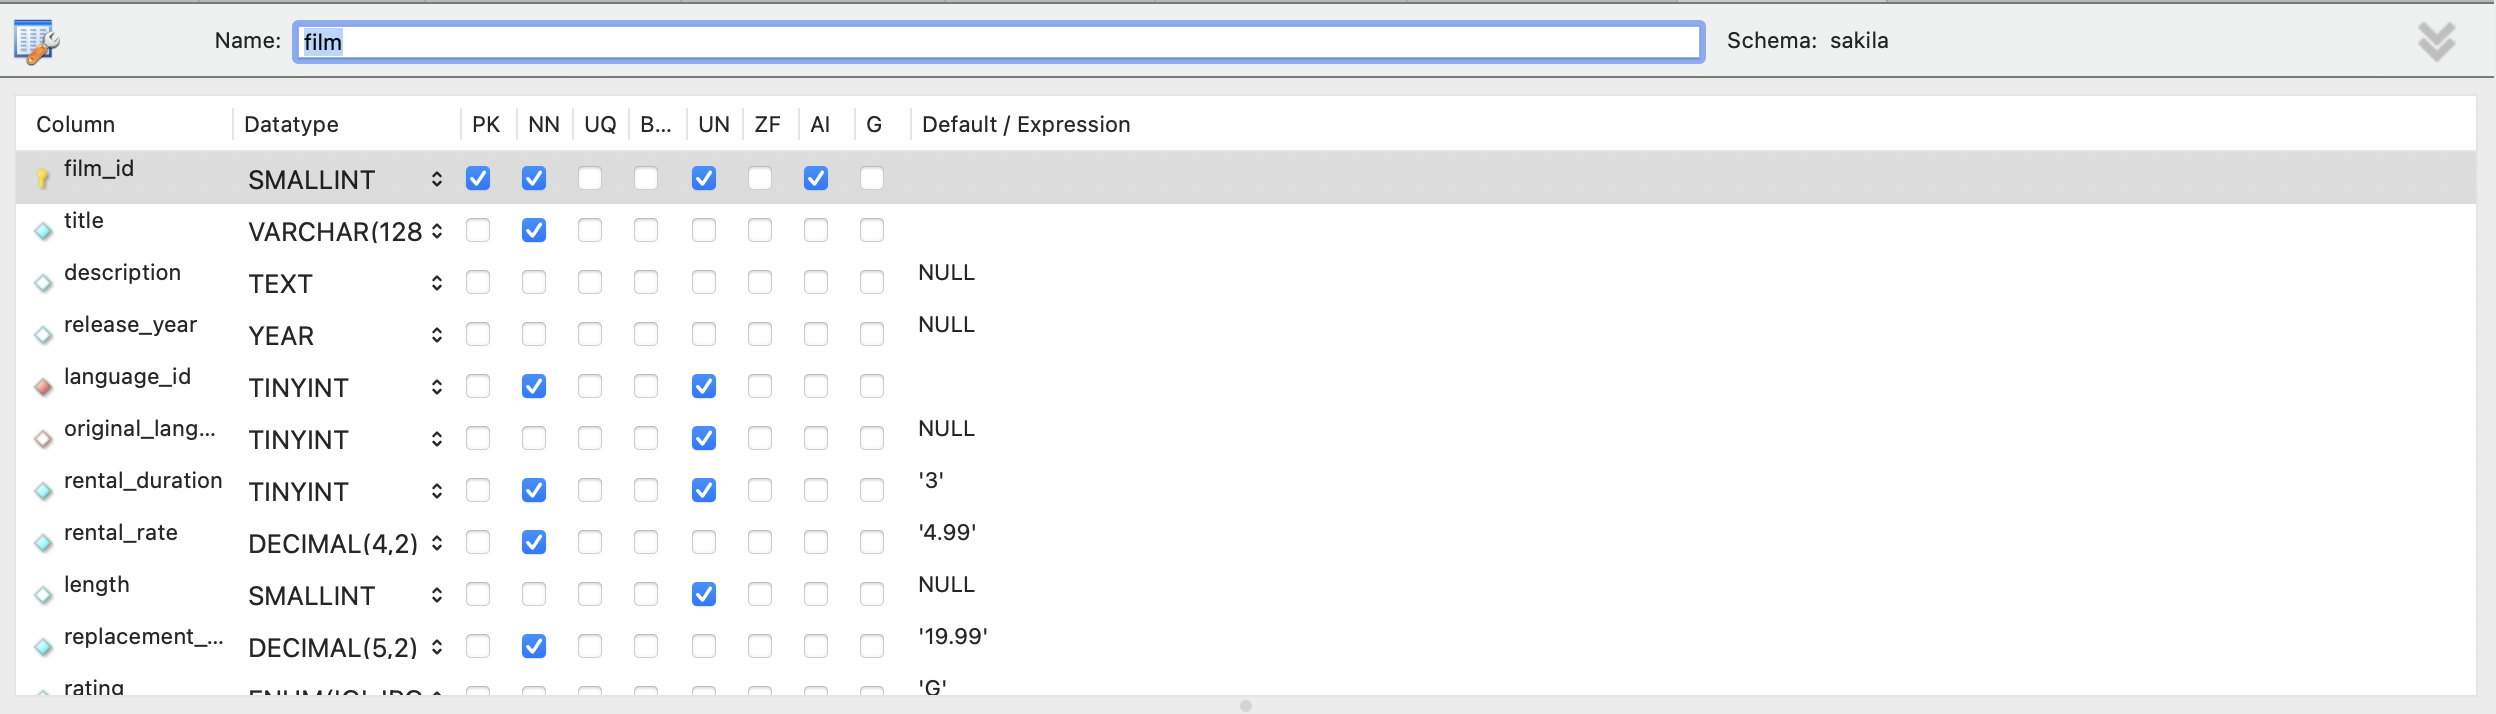 Name: film Schema: sakila
Column Datatype PK NN UQ B... UN ZF AI G Default / Expression
film_id SMALLINT
title VARCHAR(128
description TEXT NULL
release_year YEAR NULL
language_id TINYINT
original_lang... TINYINT NULL
rental_duration TINYINT '3'
rental_rate DECIMAL(4,2) '4.99'
length SMALLINT NULL
replacement_... DECIMAL(5,2) '19.99'
rating 'G'